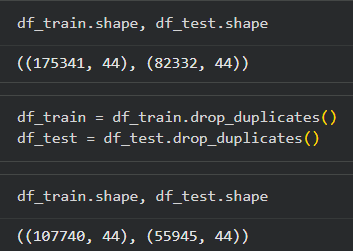 df_train.shape, df_test.shape
((175341, 44), (82332, 44))
df_train = df_train.drop_duplicates()
df_test = df_test.drop_duplicates()
df_train.shape, df_test.shape
((107740, 44), (55945, 44))